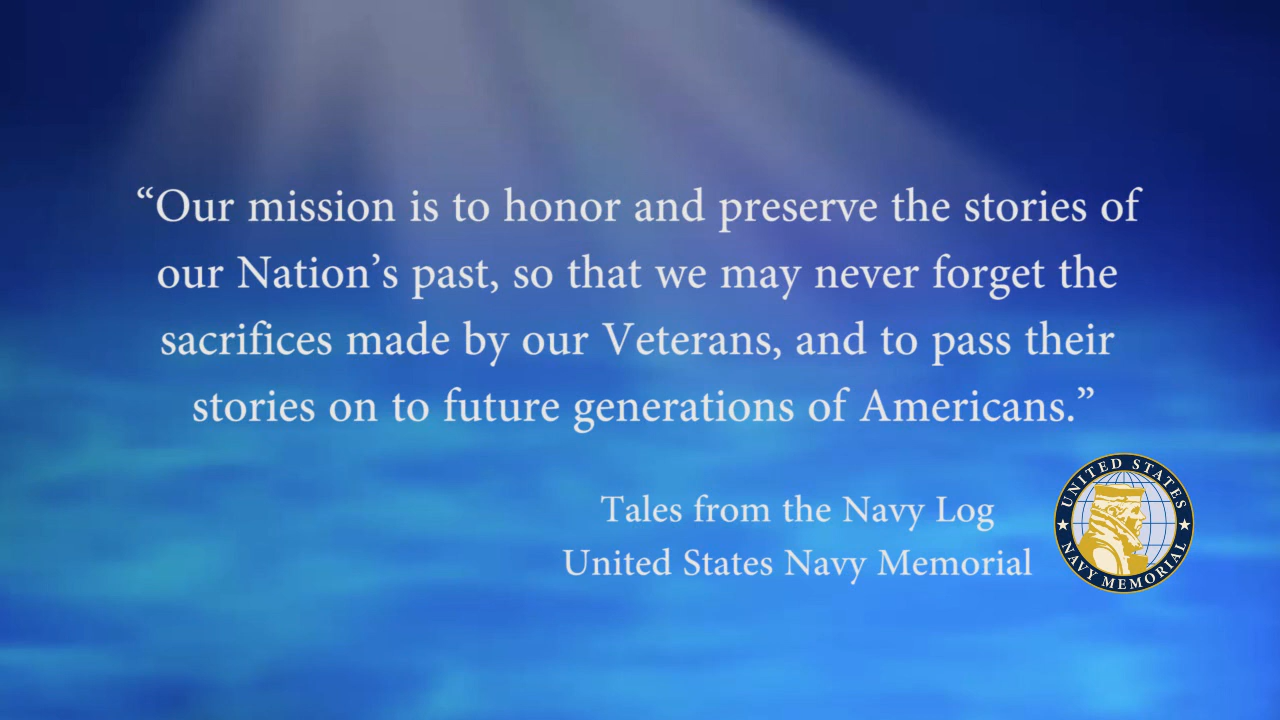 “Our mission is to honor and preserve the stories of
our Nation’s past, so that we may never forget the
sacrifices made by our Veterans, and to pass their
stories on to future generations of Americans.”
Tales from the Navy Log
United States Navy Memorial
UNITED STATES
NAVY MEMORIAL